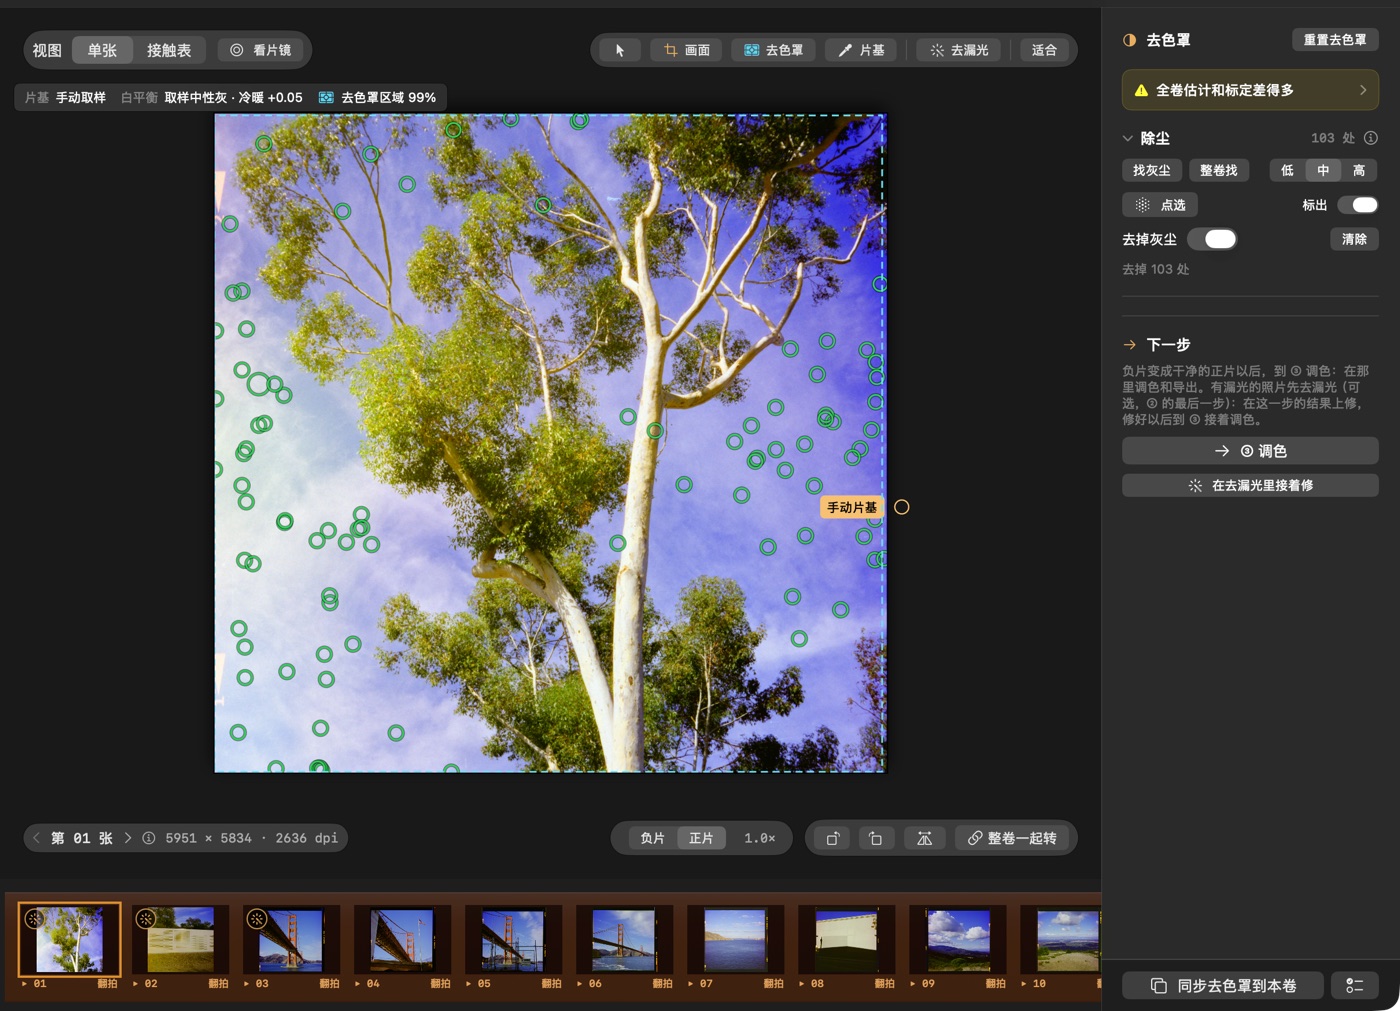 视图 单张 接触表 看片镜
画面 去色罩 片基 去漏光 适合
片基 手动取样 白平衡 取样中性灰 · 冷暖 +0.05 去色罩区域 99%
手动片基
第 01 张 5951 × 5834 · 2636 dpi
负片 正片 1.0×
整卷一起转
01 翻拍
02 翻拍
03 翻拍
04 翻拍
05 翻拍
06 翻拍
07 翻拍
08 翻拍
09 翻拍
10
去色罩 重置去色罩
全卷估计和标定差得多
除尘 103 处
找灰尘 整卷找 低 中 高
点选 标出
去掉灰尘 清除
去掉 103 处
下一步
负片变成干净的正片以后，到 ③ 调色：在那
里调色和导出。有漏光的照片先去漏光（可
选，② 的最后一步）：在这一步的结果上修，
修好以后到 ③ 接着调色。
③ 调色
在去漏光里接着修
同步去色罩到本卷